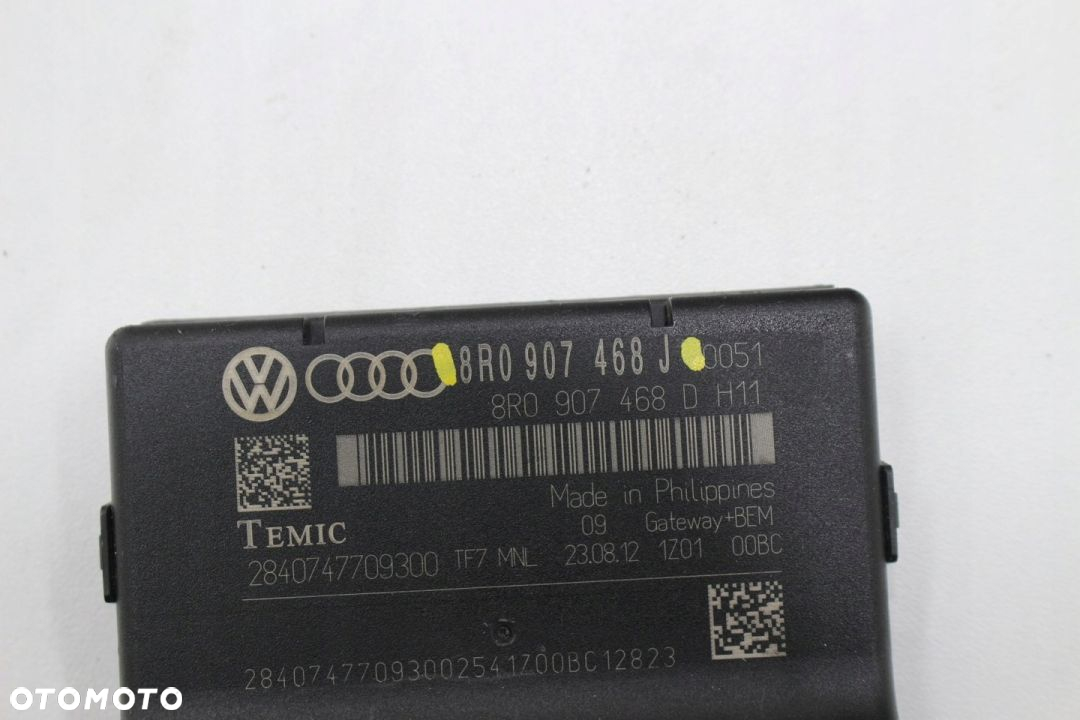 8R0 907 468 J 0051
8R0 907 468 D H11
Made in Philippines
09 Gateway+BEM
TEMIC
2840747709300 TF7 MNL 23.08.12 1Z01 00BC
28407477093002541Z00BC12823
OTOMOTO